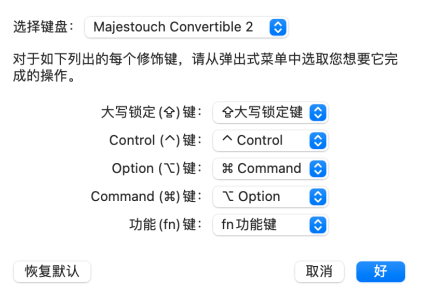 选择键盘： Majestouch Convertible 2
对于如下列出的每个修饰键，请从弹出式菜单中选取您想要它完
成的操作。
大写锁定 (⇪) 键： ⇪大写锁定键
Control (^) 键： ^ Control
Option (⌥) 键： ⌘ Command
Command (⌘) 键： ⌥ Option
功能 (fn) 键： fn功能键
恢复默认 取消 好